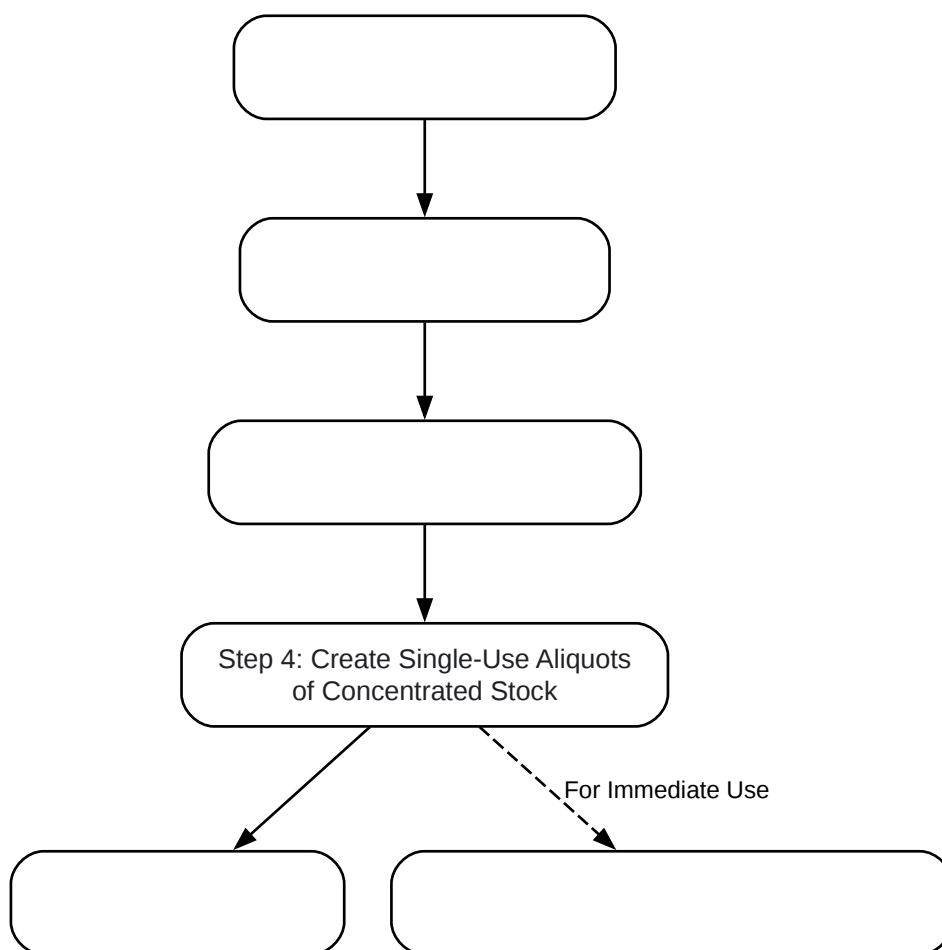 Step 4: Create Single-Use Aliquots
of Concentrated Stock
For Immediate Use